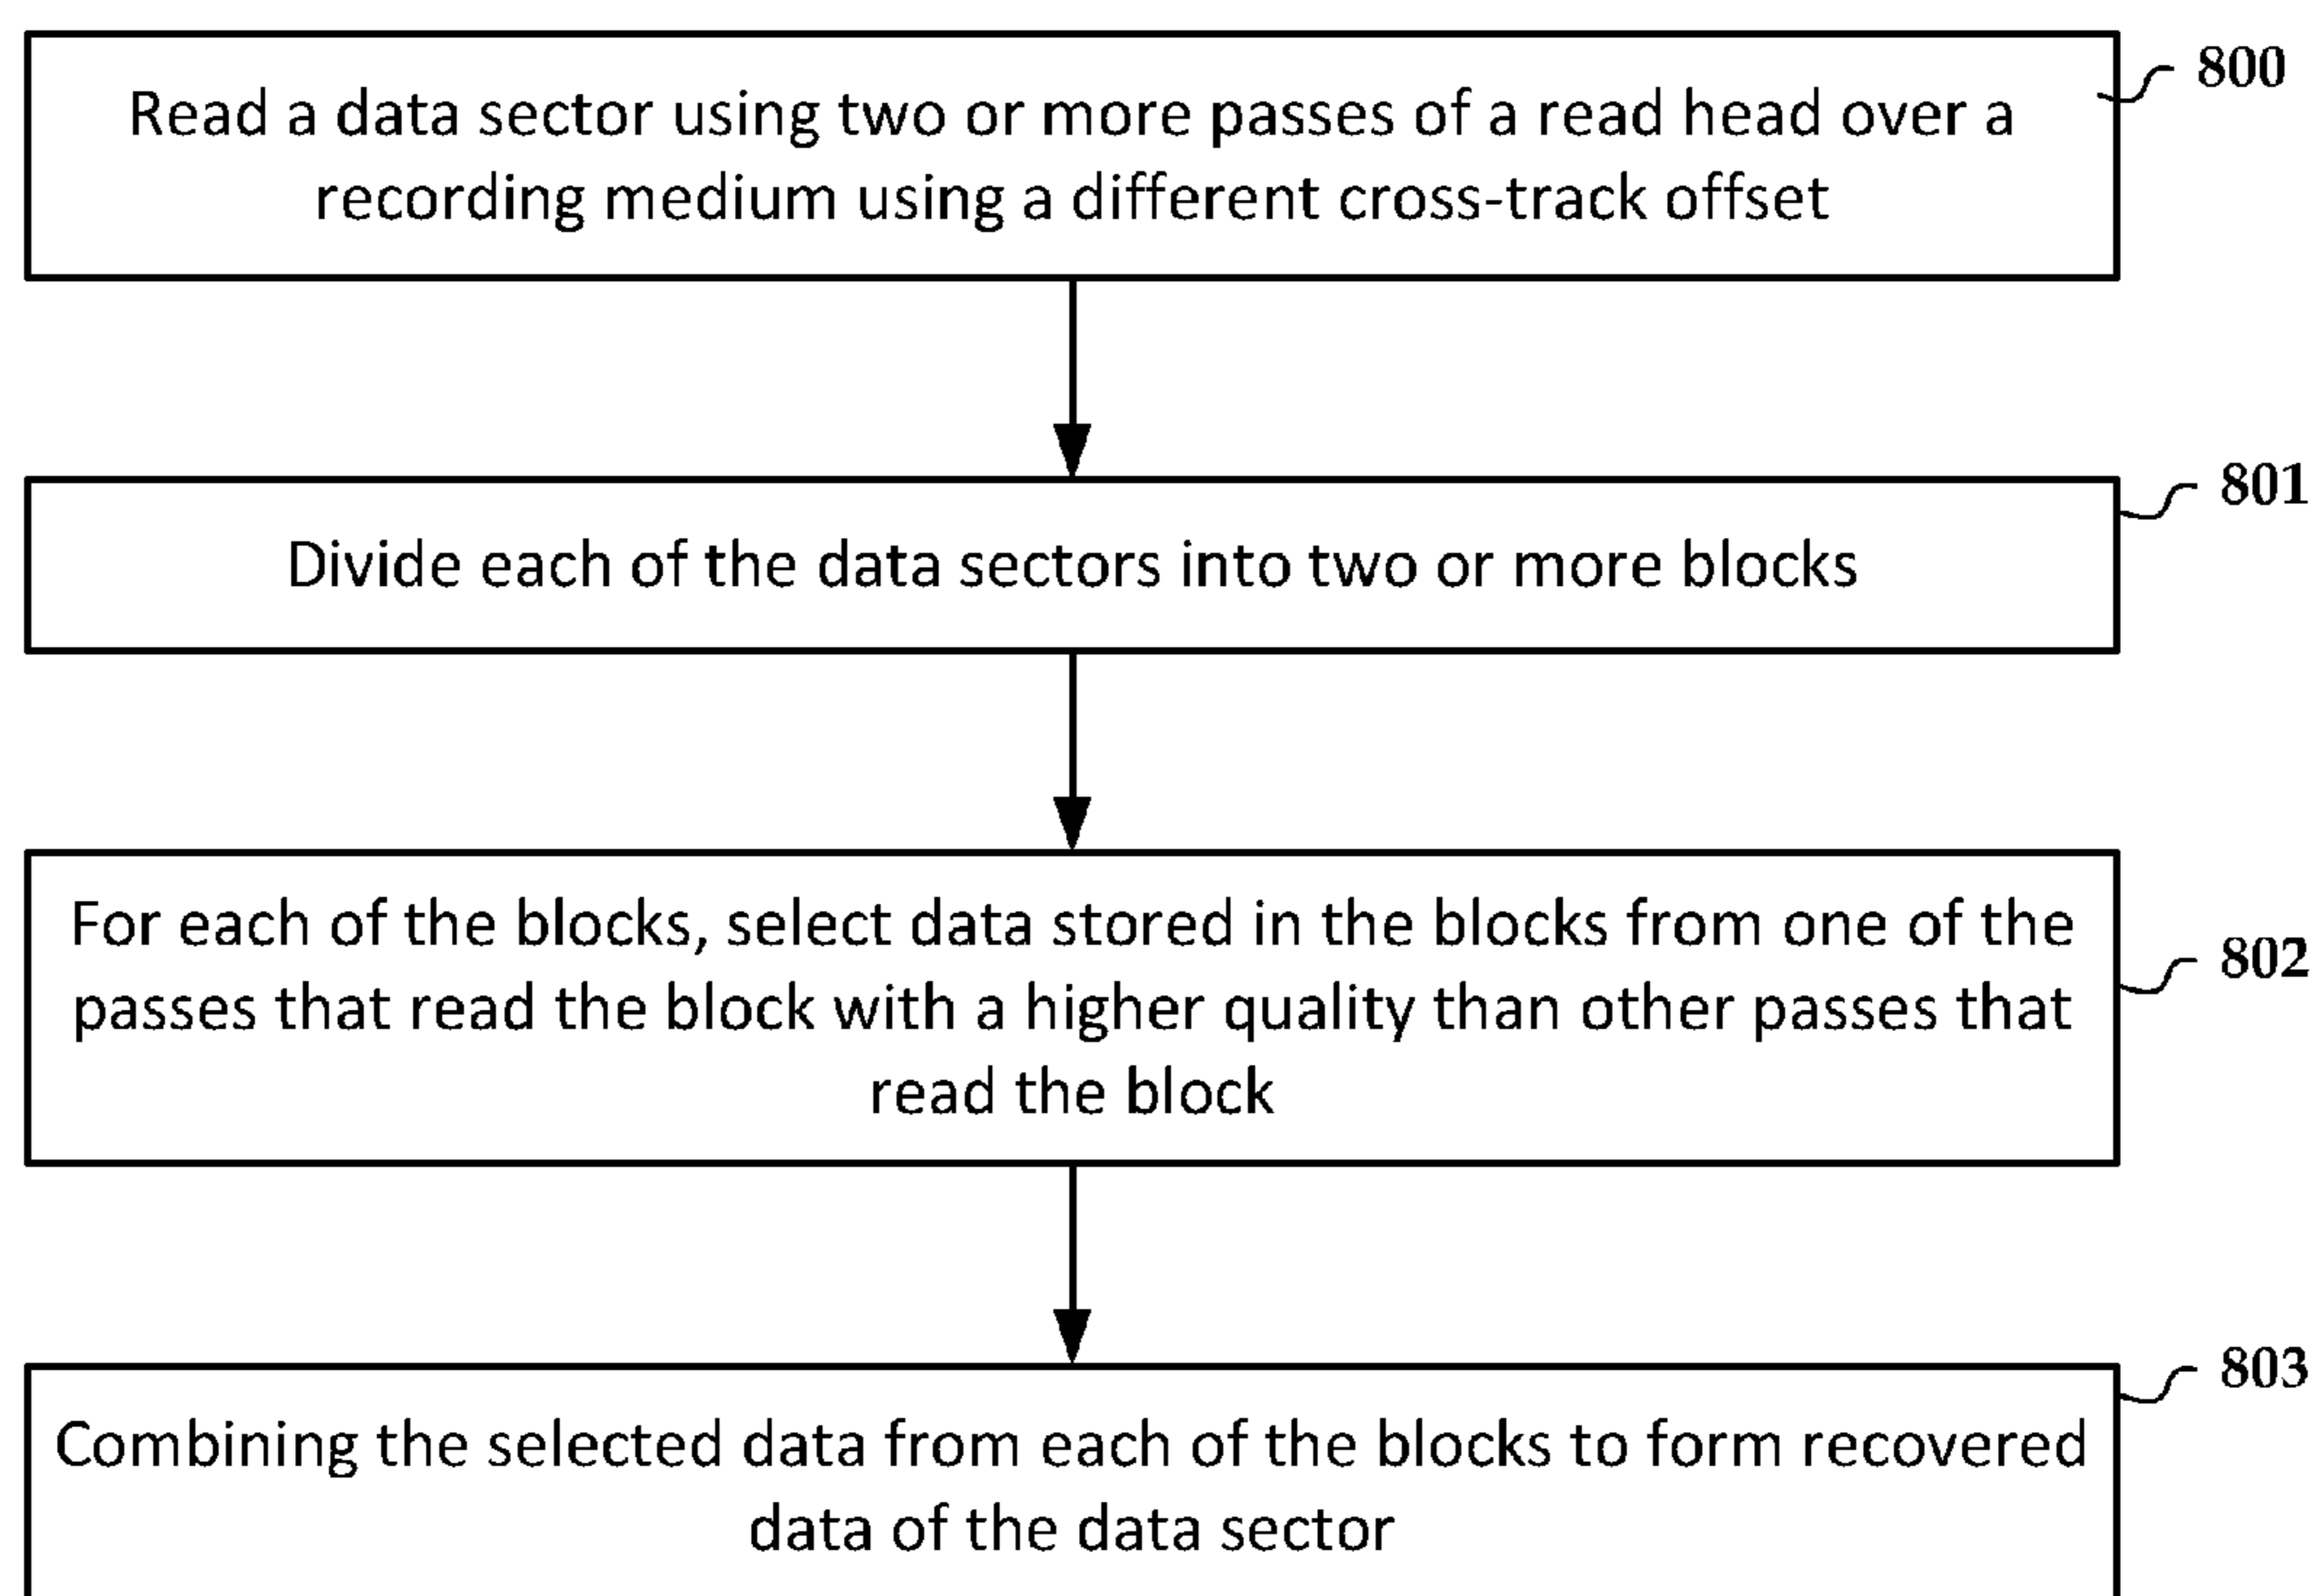 800
Read a data sector using two or more passes of a read head over a
recording medium using a different cross-track offset
801
Divide each of the data sectors into two or more blocks
For each of the blocks, select data stored in the blocks from one of the
802
passes that read the block with a higher quality than other passes that
read the block
803
Combining the selected data from each of the blocks to form recovered
data of the data sector